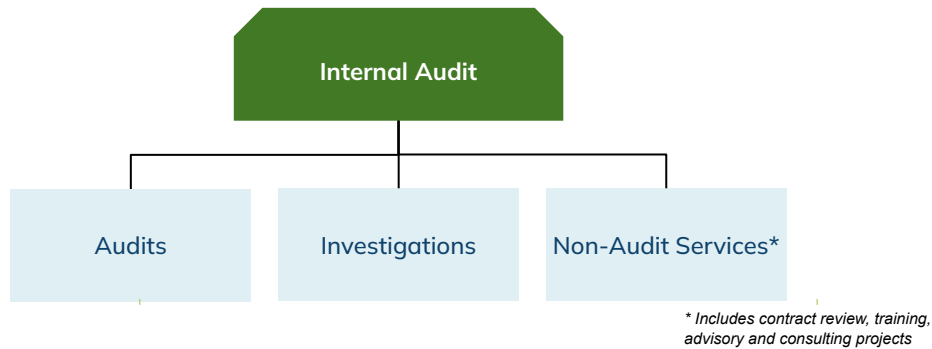 Internal Audit
Audits
Investigations
Non-Audit Services*
* Includes contract review, training,
advisory and consulting projects